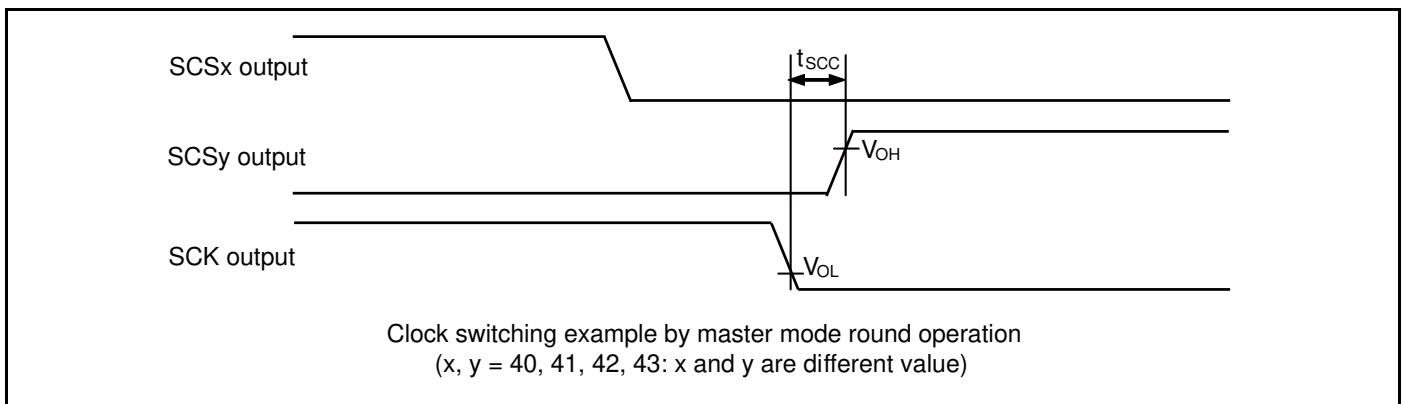 SCSx output
tSCC
SCSy output
VOH
SCK output
VOL
Clock switching example by master mode round operation
(x, y = 40, 41, 42, 43: x and y are different value)